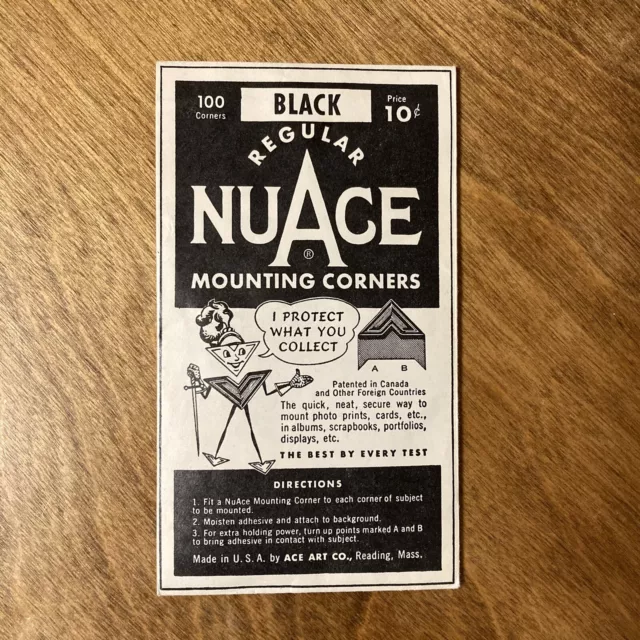 100
Corners
BLACK
Price
10¢
REGULAR
NUACE
®
MOUNTING CORNERS
I PROTECT
WHAT YOU
COLLECT
A B
Patented in Canada
and Other Foreign Countries
The quick, neat, secure way to
mount photo prints, cards, etc.,
in albums, scrapbooks, portfolios,
displays, etc.
THE BEST BY EVERY TEST
DIRECTIONS
1. Fit a NuAce Mounting Corner to each corner of subject
to be mounted.
2. Moisten adhesive and attach to background.
3. For extra holding power, turn up points marked A and B
to bring adhesive in contact with subject.
Made in U. S. A. by ACE ART CO., Reading, Mass.